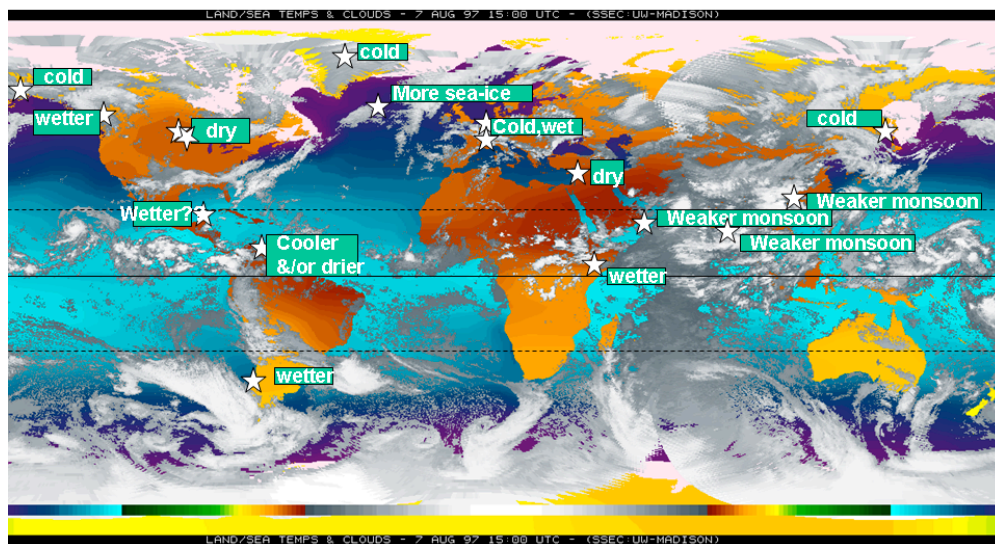 LAND/SEA TEMPS & CLOUDS - 7 AUG 97 15:00 UTC - (SSEC:UW-MADISON)
cold
cold
More sea-ice
wetter
dry
Cold,wet
cold
dry
Weaker monsoon
Wetter??
Weaker monsoon
Weaker monsoon
Cooler
&/or drier
wetter
wetter
LAND/SEA TEMPS & CLOUDS - 7 AUG 97 15:00 UTC - (SSEC:UW-MADISON)